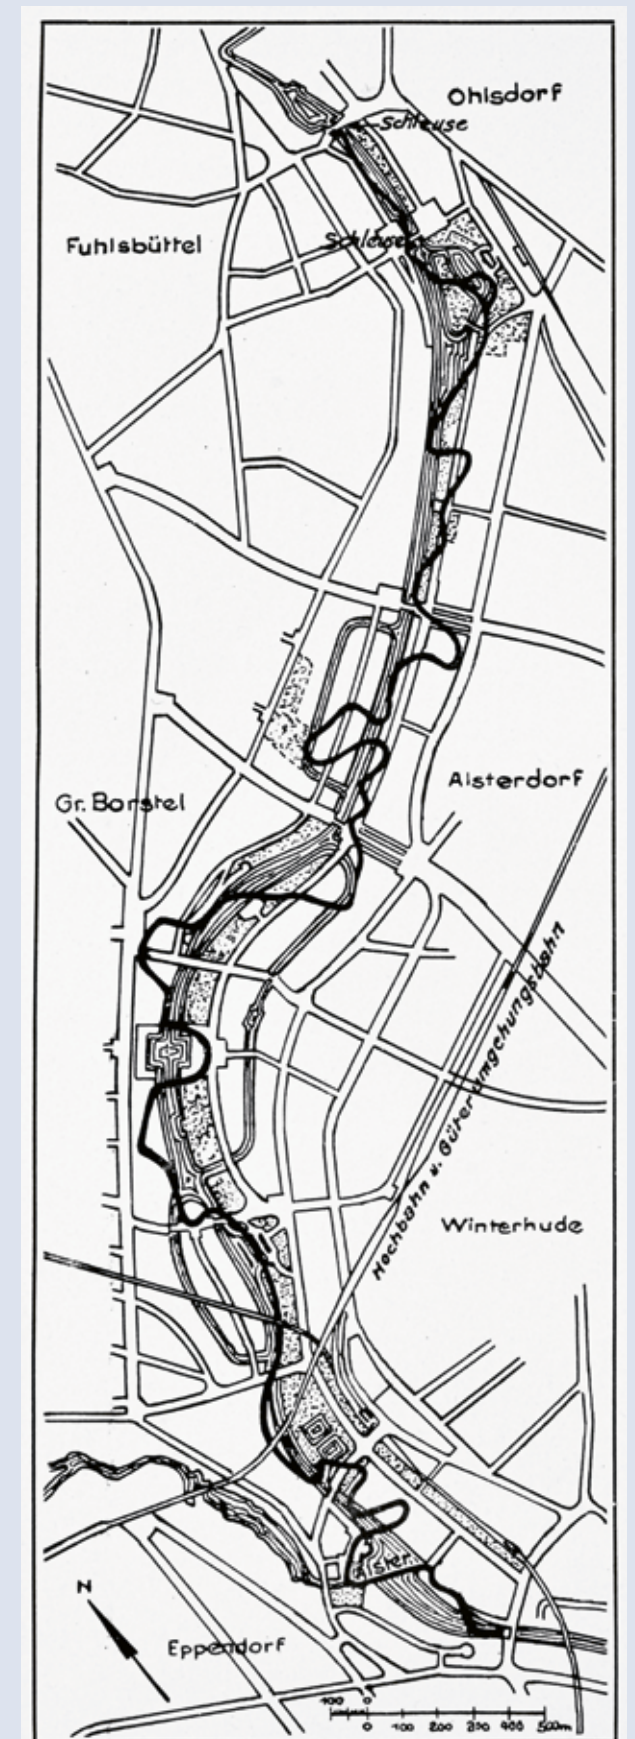 Ohlsdorf
Schleuse
Fuhlsbüttel
Schleuse
Alsterdorf
Gr. Borstel
Hochbahn u. Güterumgehungsbahn
Winterhude
Alster
N
Eppendorf
100 0
0 100 200 300 400 500m